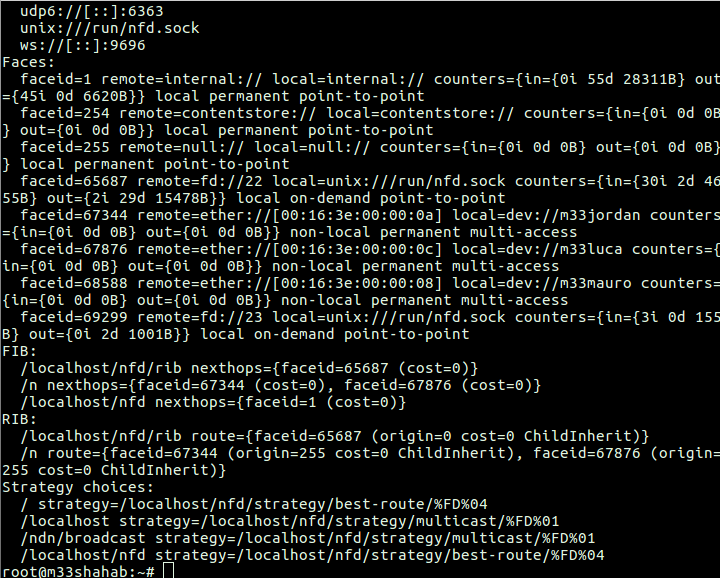 udp6://[::]:6363
unix:///run/nfd.sock
ws://[::]:9696
Faces:
faceid=1 remote=internal:// local=internal:// counters={in={0i 55d 28311B} out
={45i 0d 6620B}} local permanent point-to-point
faceid=254 remote=contentstore:// local=contentstore:// counters={in={0i 0d 0B
} out={0i 0d 0B}} local permanent point-to-point
faceid=255 remote=null:// local=null:// counters={in={0i 0d 0B} out={0i 0d 0B}
} local permanent point-to-point
faceid=65687 remote=fd://22 local=unix:///run/nfd.sock counters={in={30i 2d 46
55B} out={2i 29d 15478B}} local on-demand point-to-point
faceid=67344 remote=ether://[00:16:3e:00:00:0a] local=dev://m33jordan counters
={in={0i 0d 0B} out={0i 0d 0B}} non-local permanent multi-access
faceid=67876 remote=ether://[00:16:3e:00:00:0c] local=dev://m33luca counters={
in={0i 0d 0B} out={0i 0d 0B}} non-local permanent multi-access
faceid=68588 remote=ether://[00:16:3e:00:00:08] local=dev://m33mauro counters=
{in={0i 0d 0B} out={0i 0d 0B}} non-local permanent multi-access
faceid=69299 remote=fd://23 local=unix:///run/nfd.sock counters={in={3i 0d 155
B} out={0i 2d 1001B}} local on-demand point-to-point
FIB:
/localhost/nfd/rib nexthops={faceid=65687 (cost=0)}
/n nexthops={faceid=67344 (cost=0), faceid=67876 (cost=0)}
/localhost/nfd nexthops={faceid=1 (cost=0)}
RIB:
/localhost/nfd/rib route={faceid=65687 (origin=0 cost=0 ChildInherit)}
/n route={faceid=67344 (origin=255 cost=0 ChildInherit), faceid=67876 (origin=
255 cost=0 ChildInherit)}
Strategy choices:
/ strategy=/localhost/nfd/strategy/best-route/%FD%04
/localhost strategy=/localhost/nfd/strategy/multicast/%FD%01
/ndn/broadcast strategy=/localhost/nfd/strategy/multicast/%FD%01
/localhost/nfd strategy=/localhost/nfd/strategy/best-route/%FD%04
root@m33shahab:~#